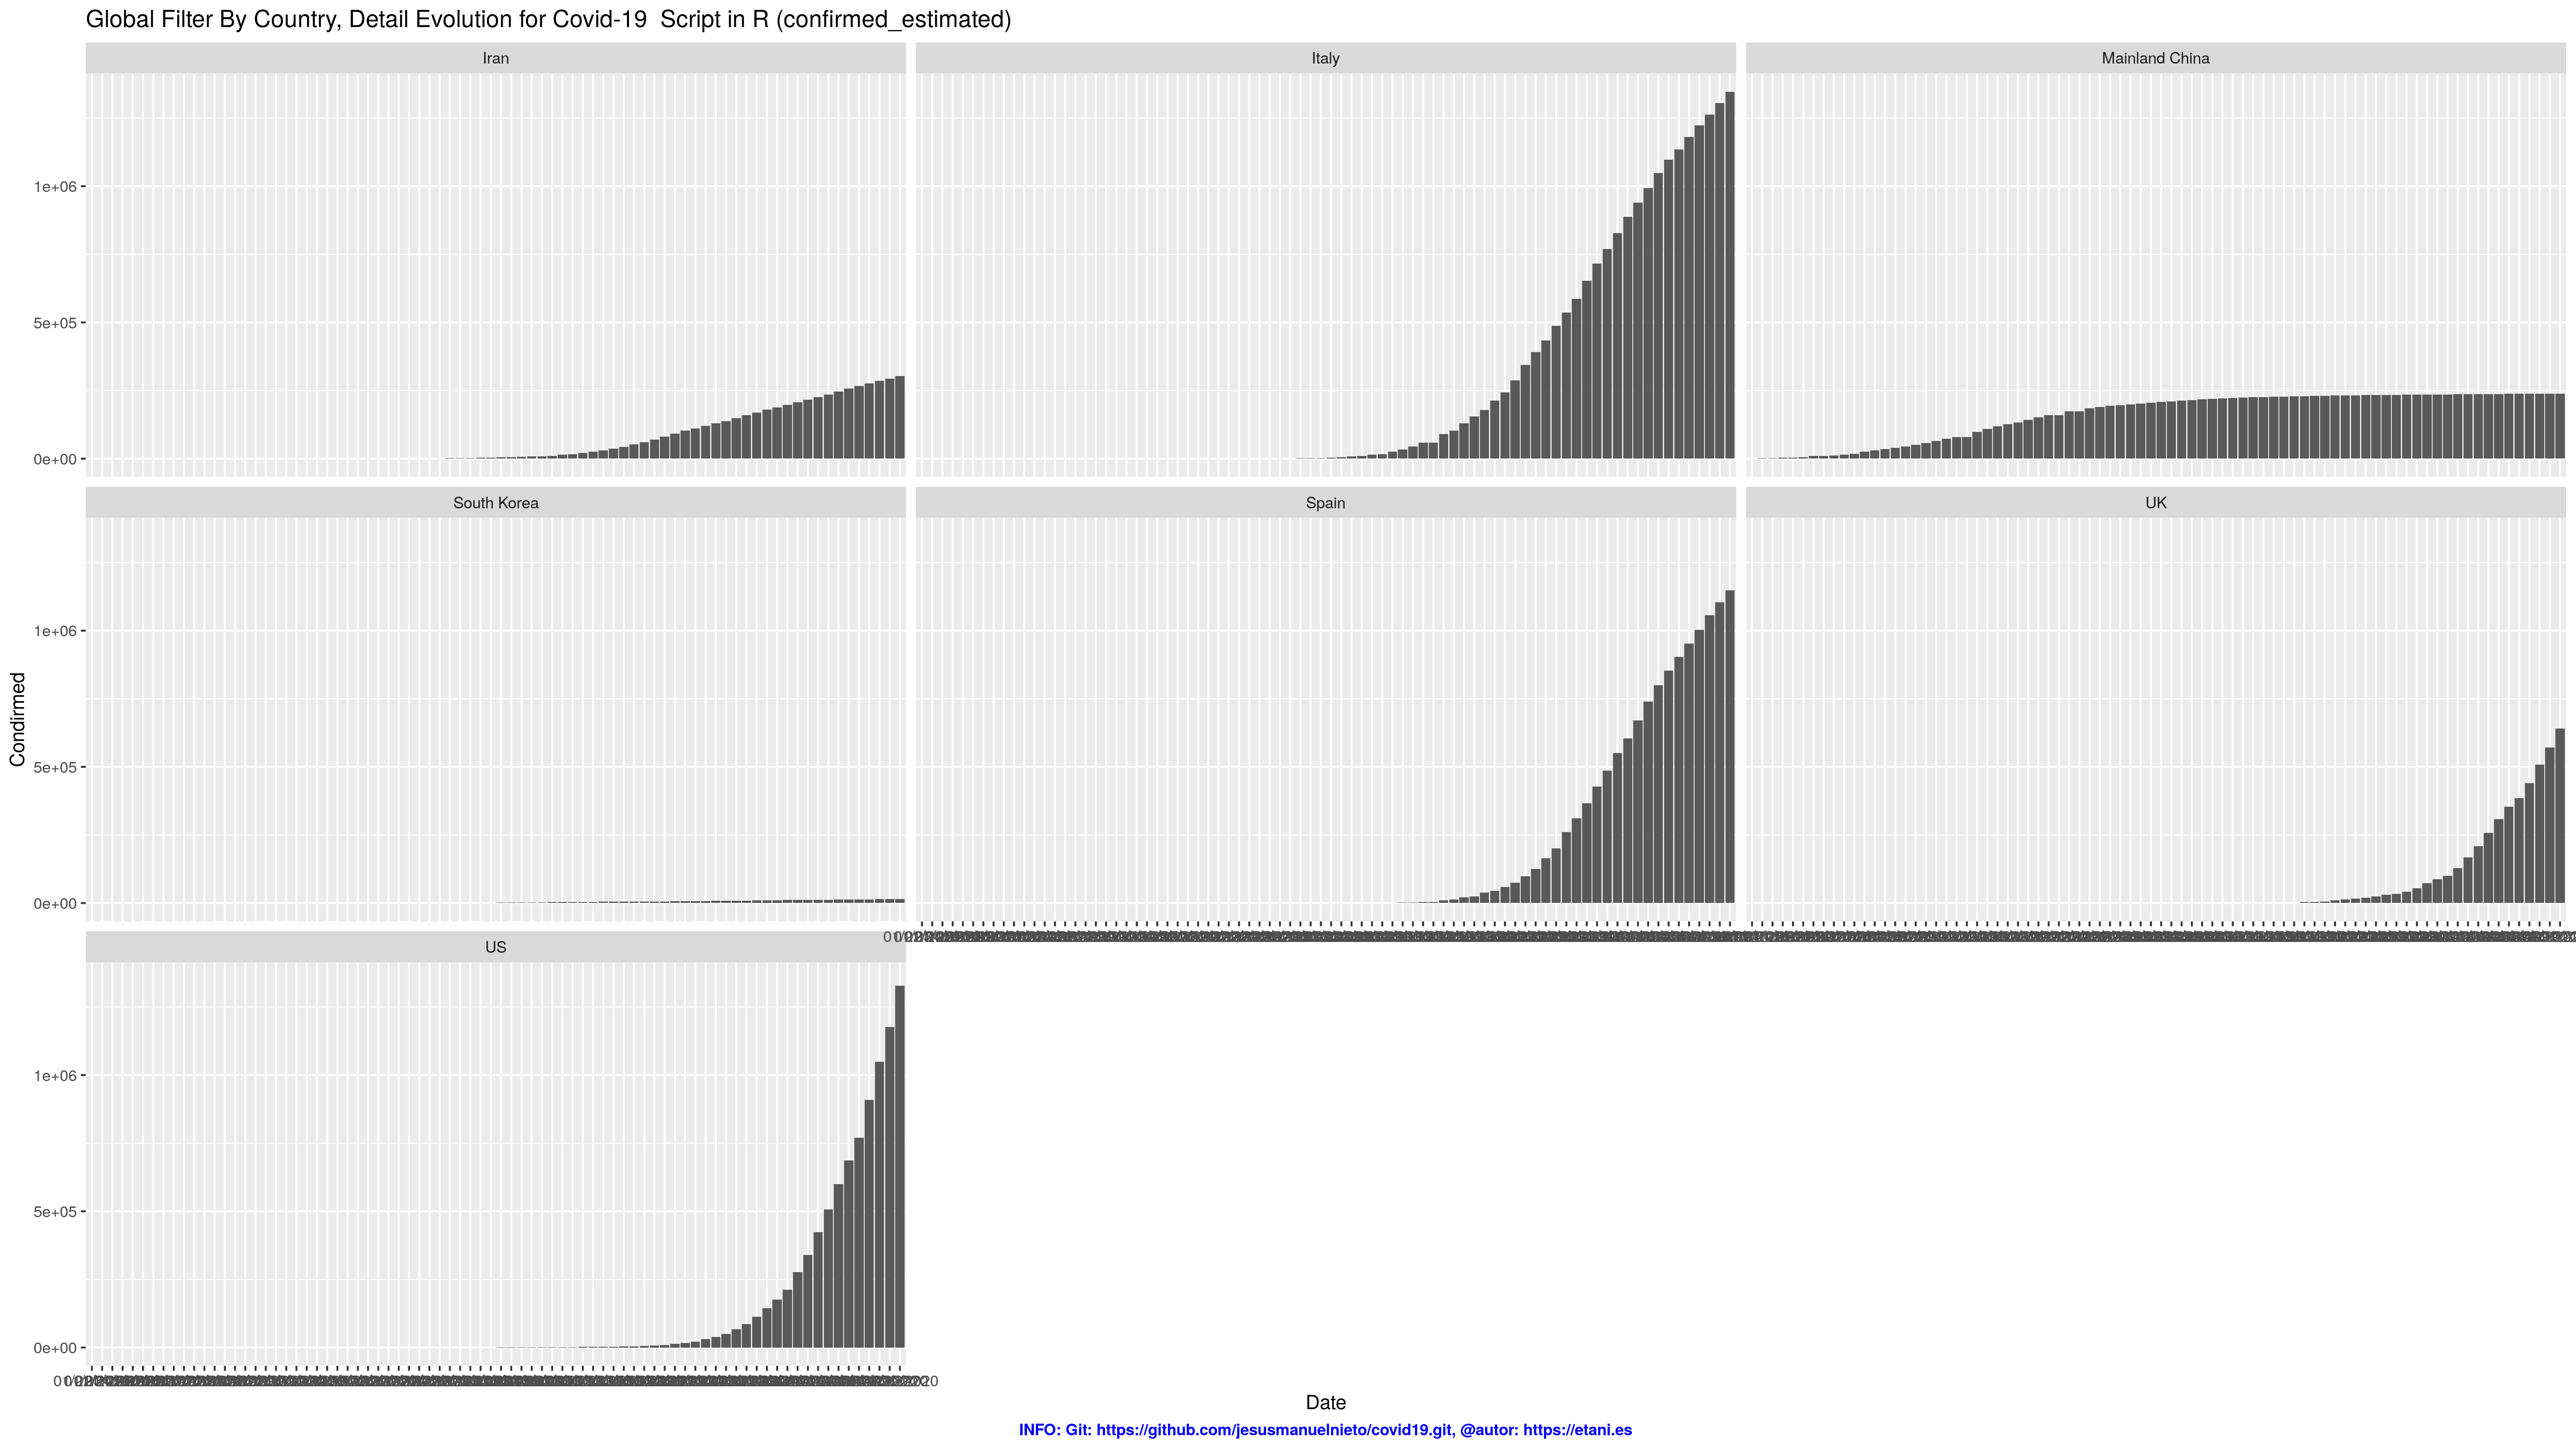 Global Filter By Country, Detail Evolution for Covid-19  Script in R (confirmed_estimated)
Iran
Italy
Mainland China
1e+06
5e+05
0e+00
South Korea
Spain
UK
1e+06
5e+05
0e+00
Condirmed
US
1e+06
5e+05
0e+00
Date
INFO: Git: https://github.com/jesusmanuelnieto/covid19.git, @autor: https://etani.es